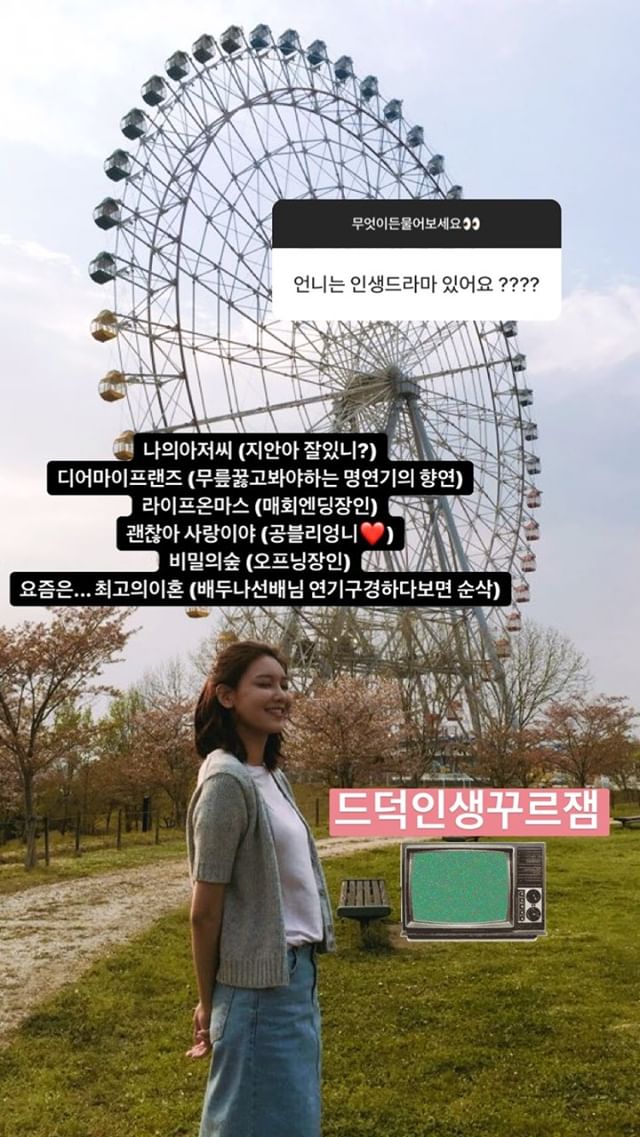 무엇이든물어보세요👀
언니는 인생드라마 있어요 ????
나의아저씨 (지안아 잘있니?)
디어마이프랜즈 (무릎꿇고봐야하는 명연기의 향연)
라이프온마스 (매회엔딩장인)
괜찮아 사랑이야 (공블리엉니❤️)
비밀의숲 (오프닝장인)
요즘은... 최고의이혼 (배두나선배님 연기구경하다보면 순삭)
드덕인생꾸르잼